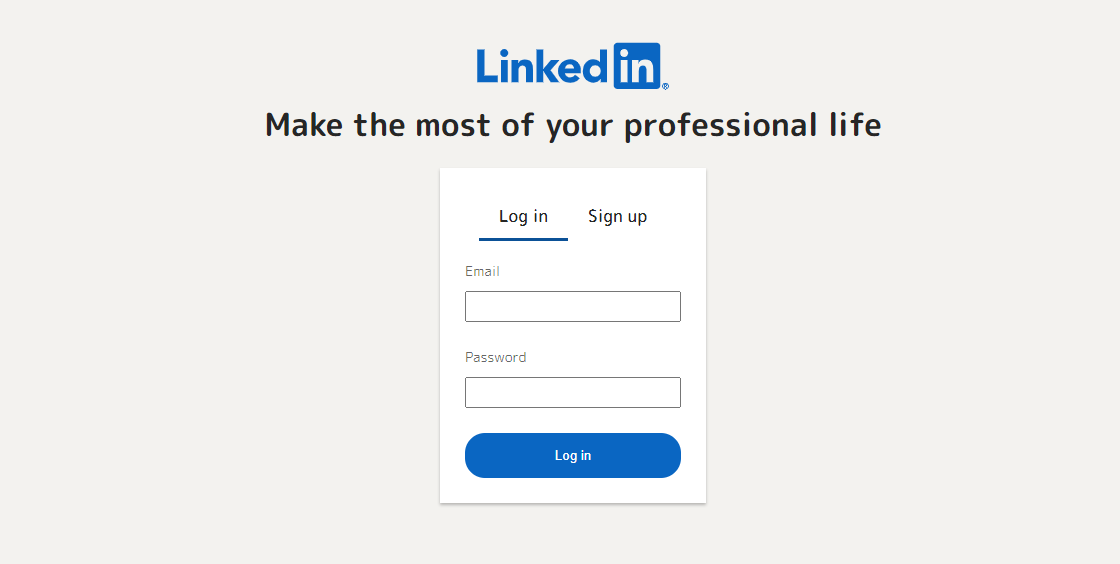 Linkedin®
Make the most of your professional life
Log in Sign up
Email
Password
Log in